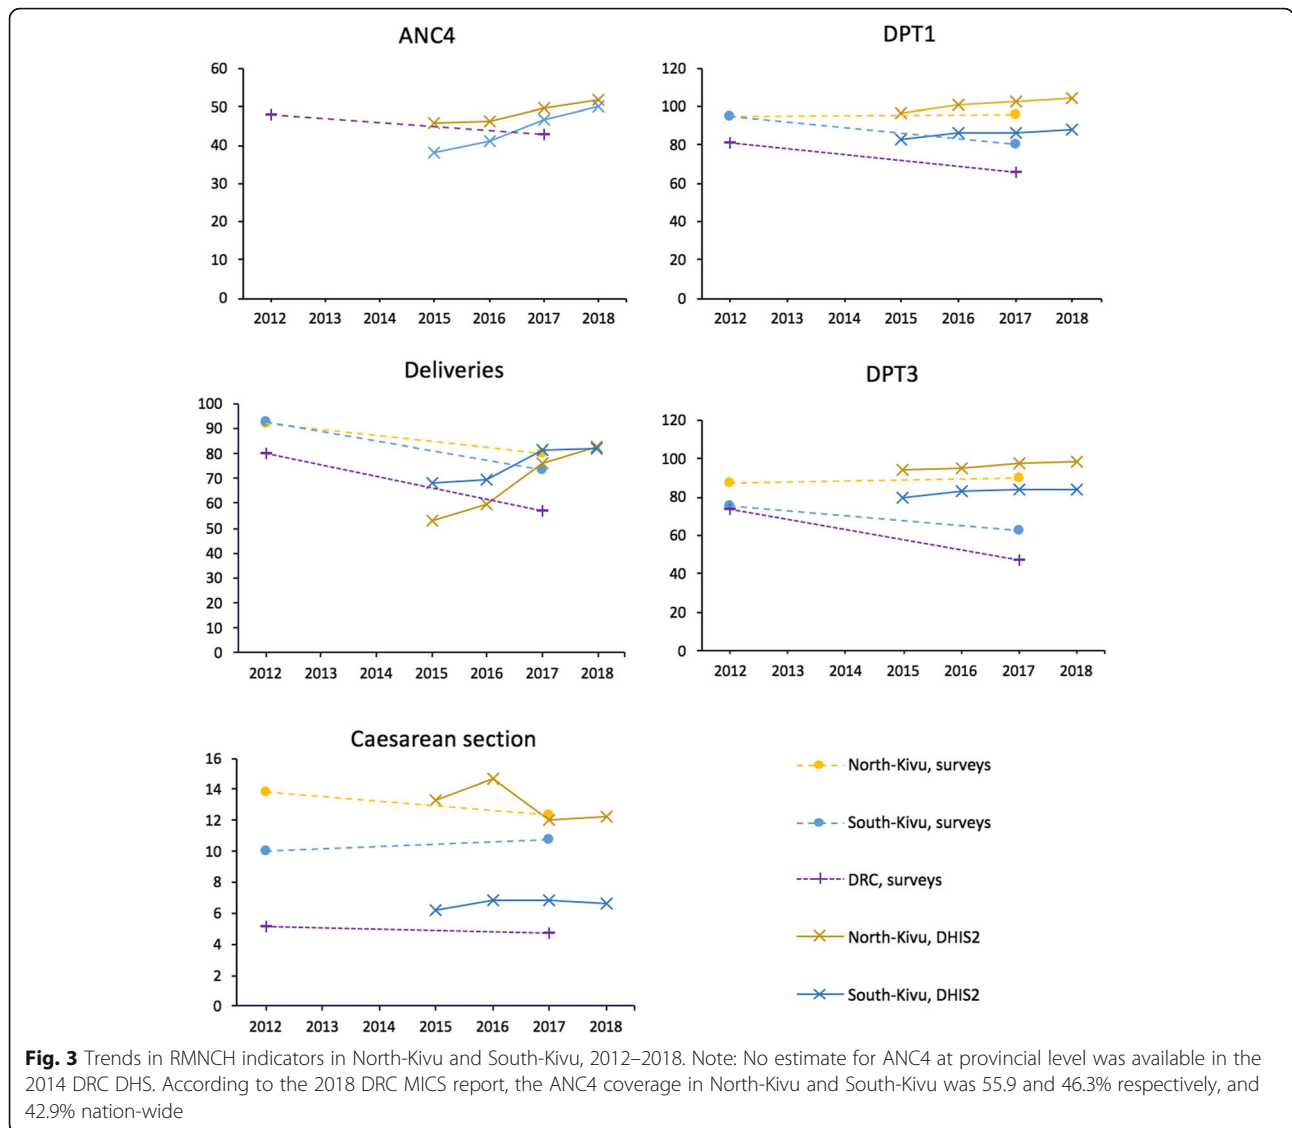 ANC4
60
50
40
30
20
10
0
2012 2013 2014 2015 2016 2017 2018
DPT1
120
100
80
60
40
20
0
2012 2013 2014 2015 2016 2017 2018
Deliveries
100
90
80
70
60
50
40
30
20
10
0
2012 2013 2014 2015 2016 2017 2018
DPT3
120
100
80
60
40
20
0
2012 2013 2014 2015 2016 2017 2018
Caesarean section
16
14
12
10
8
6
4
2
0
2012 2013 2014 2015 2016 2017 2018
North-Kivu, surveys
South-Kivu, surveys
DRC, surveys
North-Kivu, DHIS2
South-Kivu, DHIS2
Fig. 3 Trends in RMNCH indicators in North-Kivu and South-Kivu, 2012–2018. Note: No estimate for ANC4 at provincial level was available in the
2014 DRC DHS. According to the 2018 DRC MICS report, the ANC4 coverage in North-Kivu and South-Kivu was 55.9 and 46.3% respectively, and
42.9% nation-wide